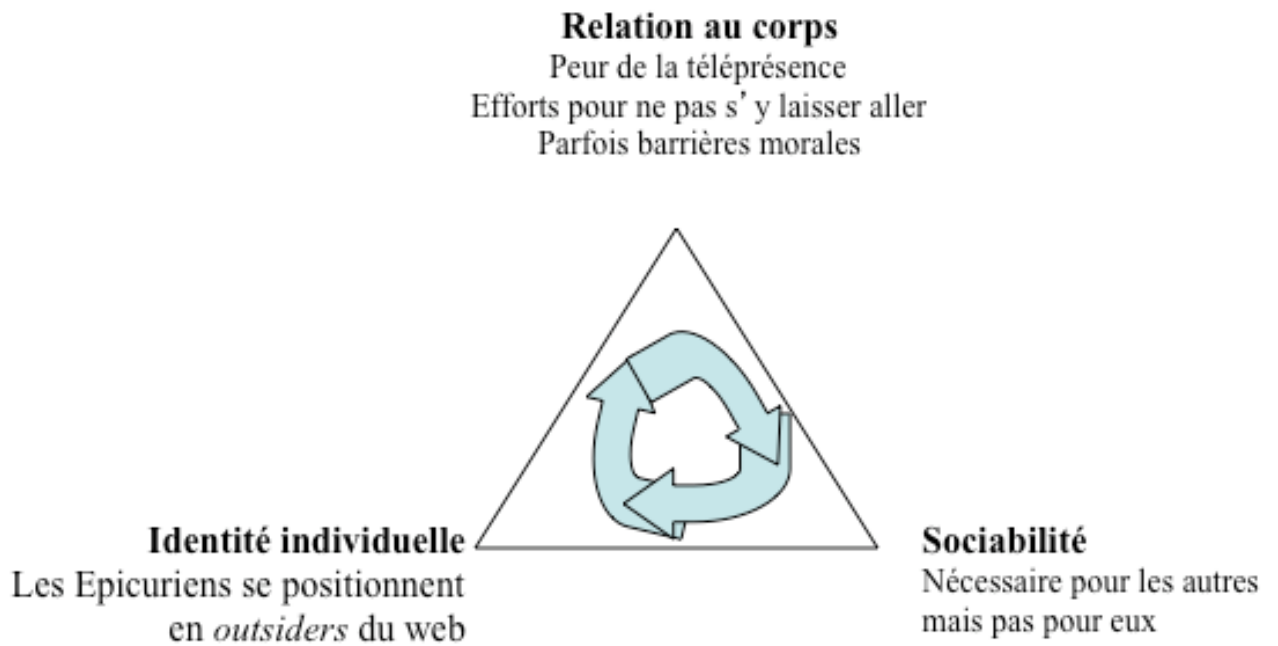 Relation au corps
Peur de la téléprésence
Efforts pour ne pas s’y laisser aller
Parfois barrières morales
Identité individuelle
Les Epicuriens se positionnent
en outsiders du web
Sociabilité
Nécessaire pour les autres
mais pas pour eux